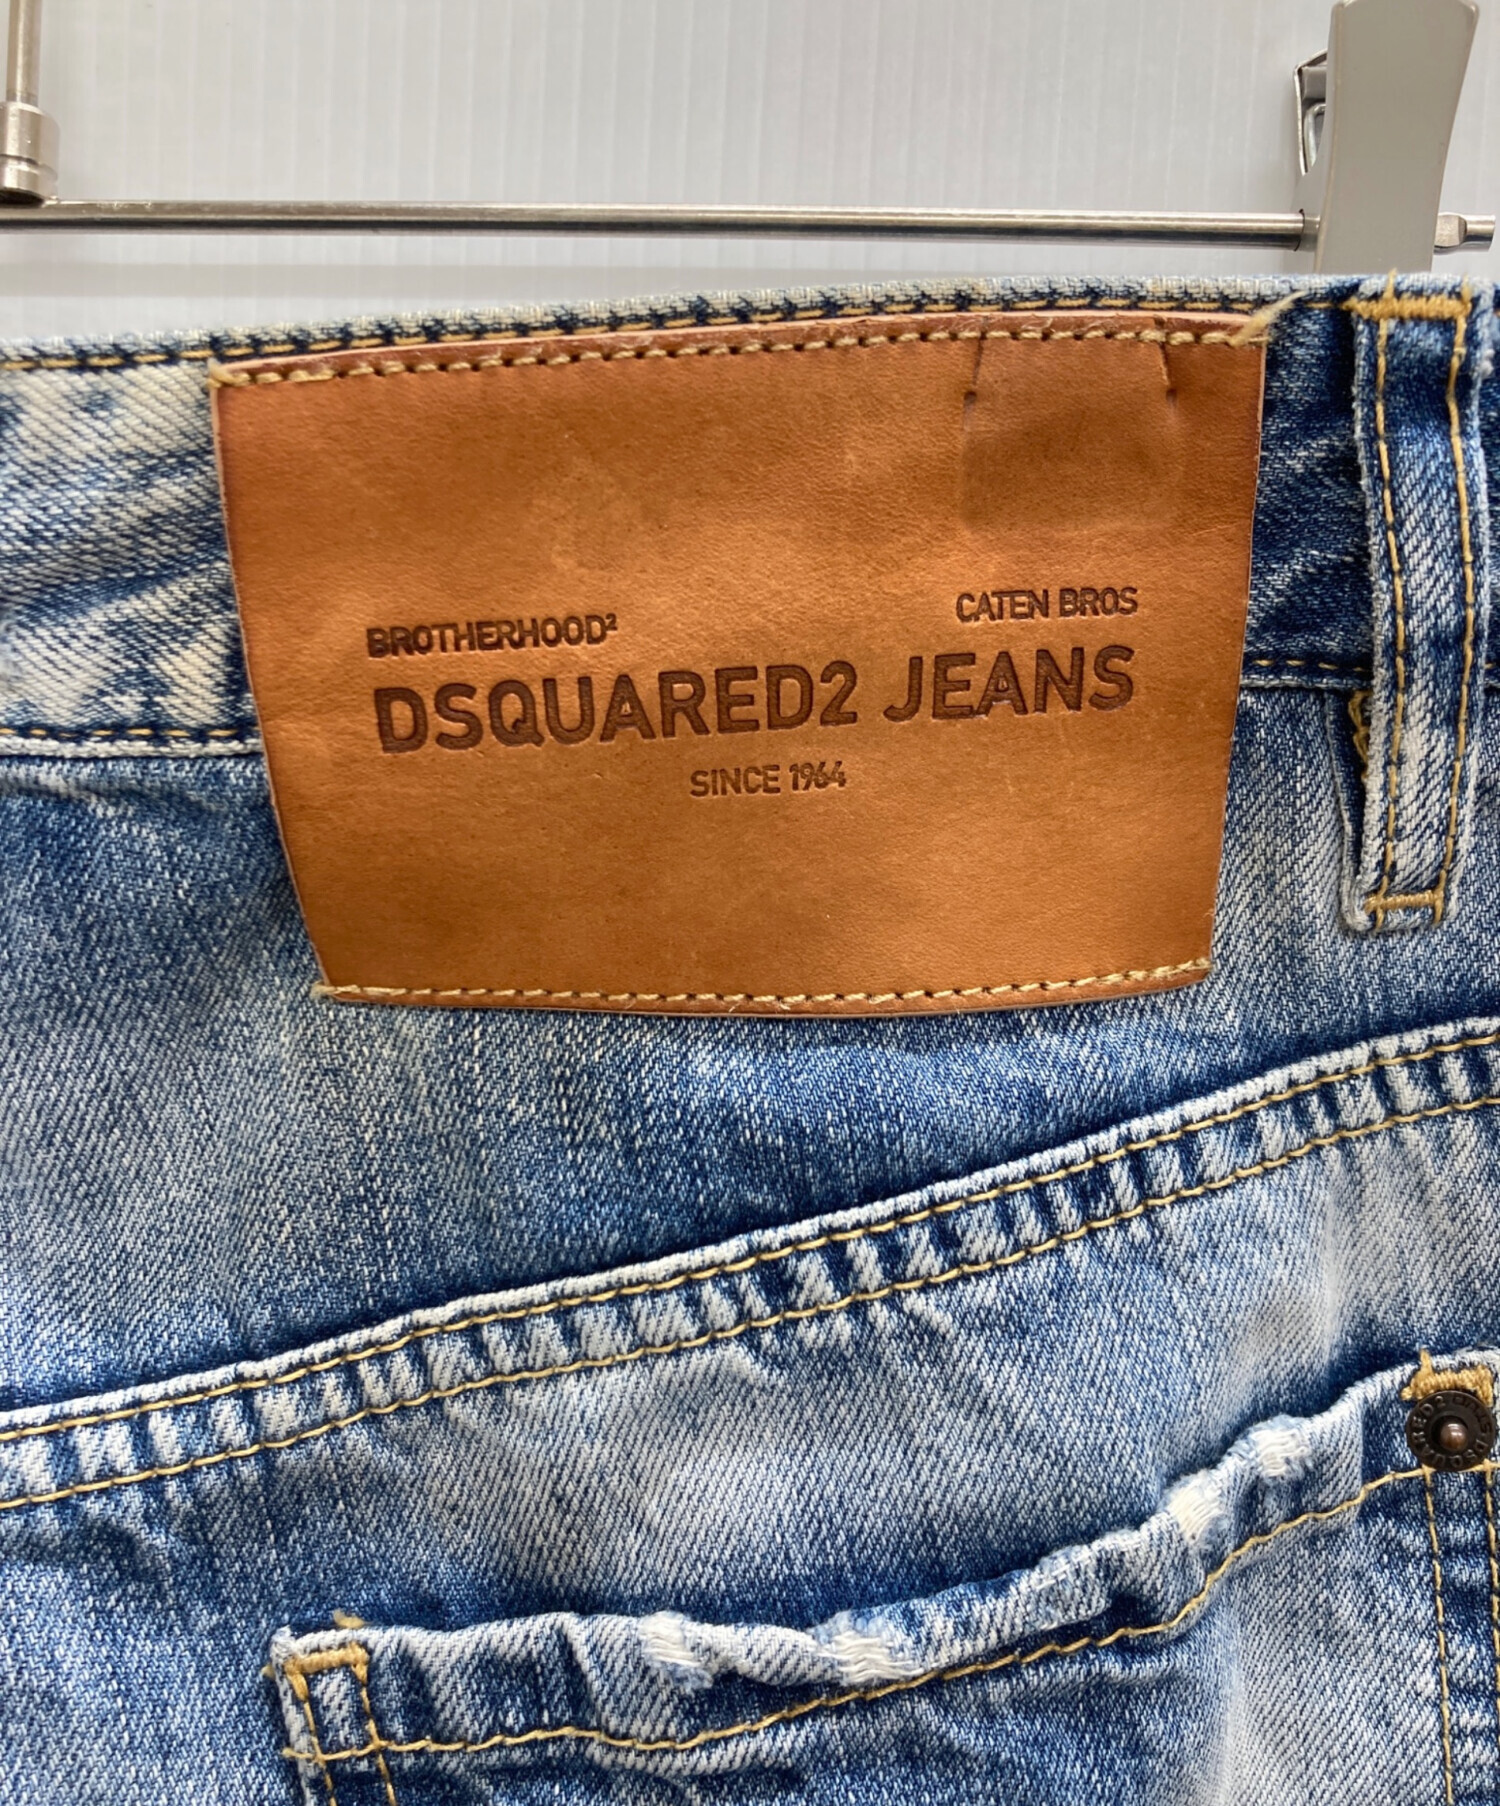 BROTHERHOOD²
CATEN BROS
DSQUARED2 JEANS
SINCE 1964